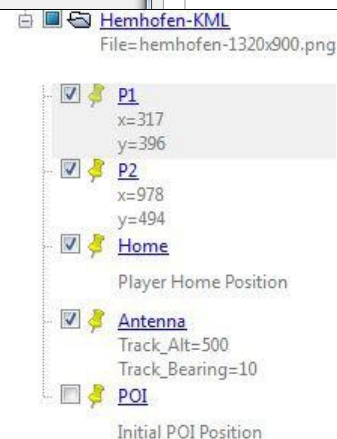 Hemhofen-KML
File=hemhofen-1320x900.png
P1
x=317
y=396
P2
x=978
y=494
Home
Player Home Position
Antenna
Track_Alt=500
Track_Bearing=10
POI
Initial POI Position